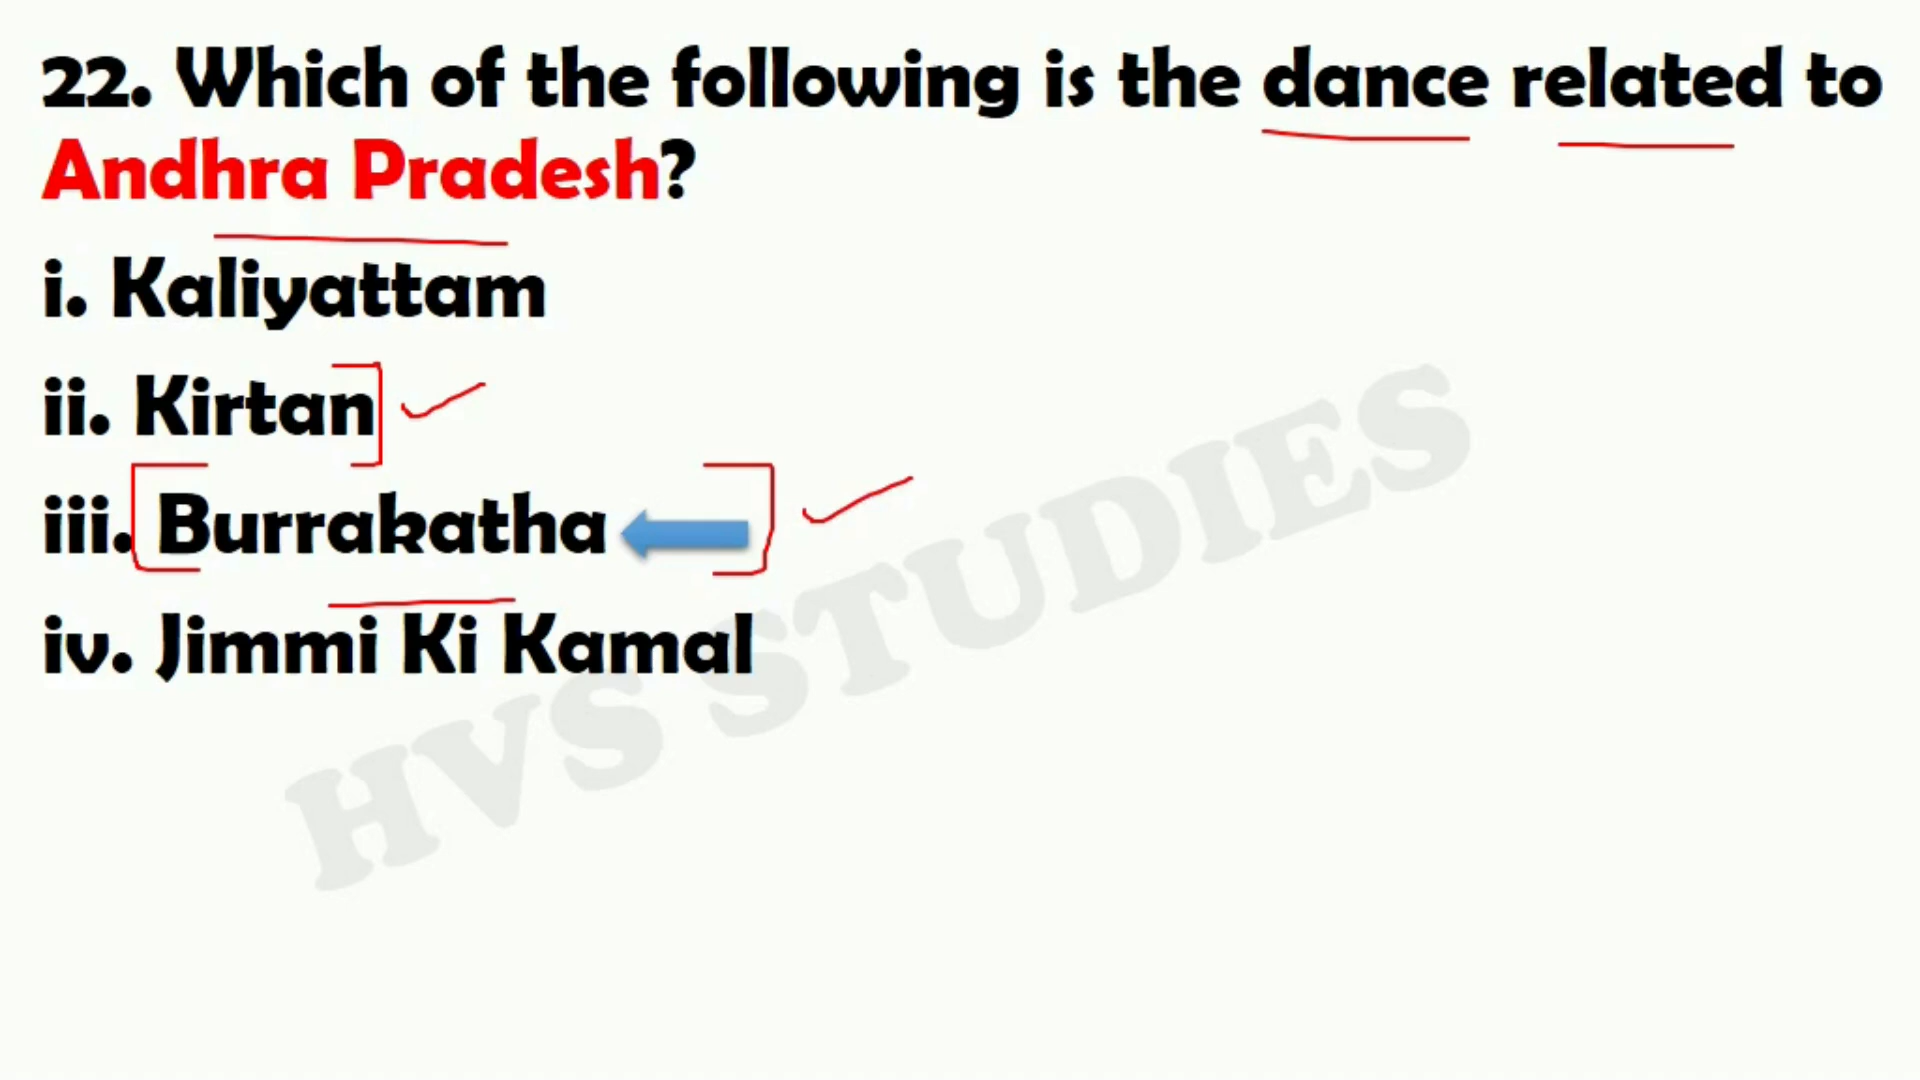 22. Which of the following is the dance related to
Andhra Pradesh?
i. Kaliyattam
ii. Kirtan
iii. Burrakatha
iv. Jimmi Ki Kamal
HVS STUDIES